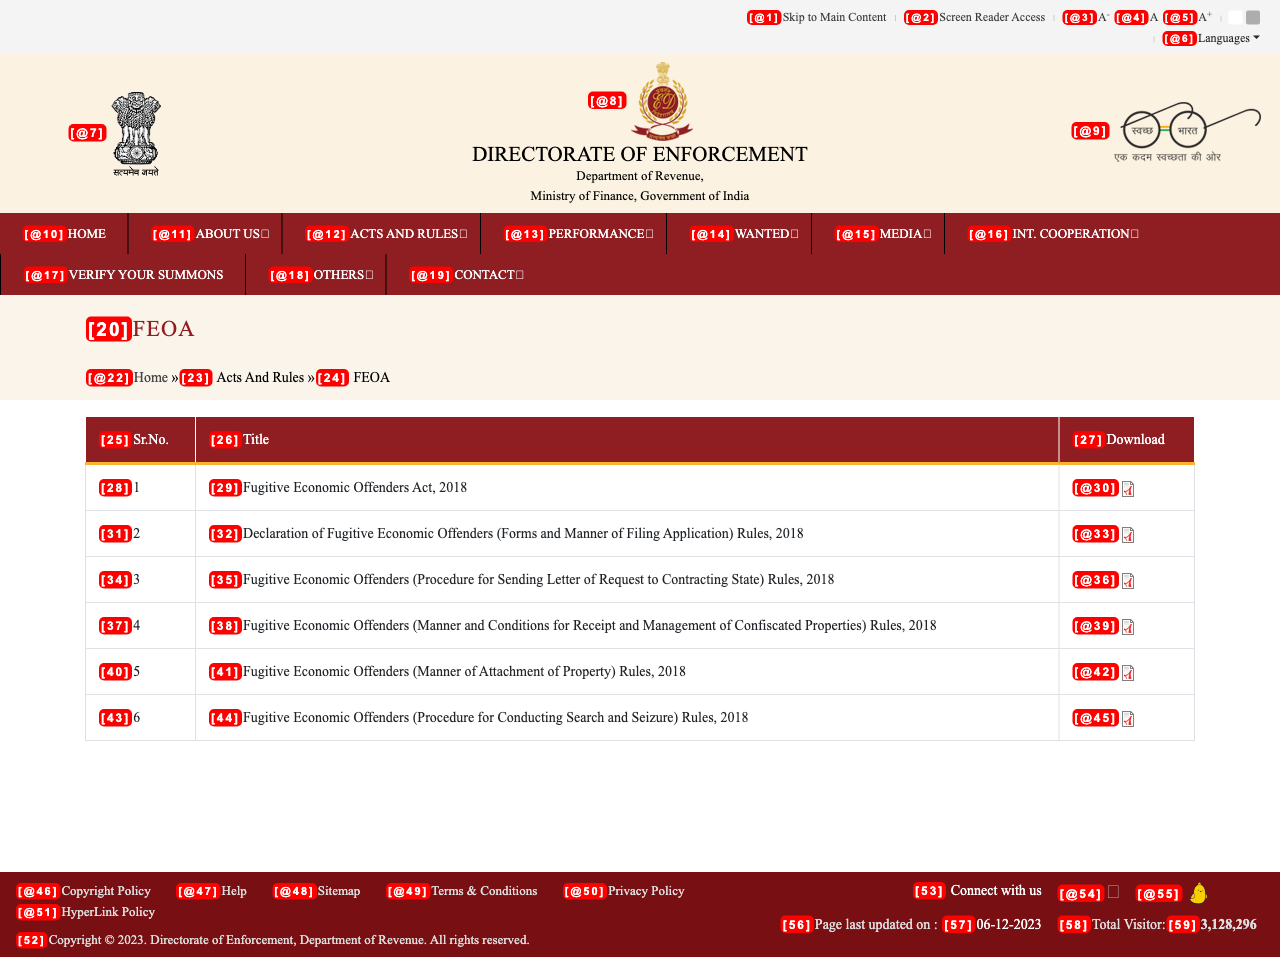 [@1] Skip to Main Content [@2] Screen Reader Access [@3] A- [@4] A [@5] A+
[@6] Languages
[@7] सत्यमेव जयते
[@8]
[@9] स्वच्छ भारत
एक कदम स्वच्छता की ओर
DIRECTORATE OF ENFORCEMENT
Department of Revenue,
Ministry of Finance, Government of India
[@10] HOME [@11] ABOUT US [@12] ACTS AND RULES [@13] PERFORMANCE [@14] WANTED [@15] MEDIA [@16] INT. COOPERATION
[@17] VERIFY YOUR SUMMONS [@18] OTHERS [@19] CONTACT
[20] FEOA
[@22] Home » [23] Acts And Rules » [24] FEOA
[25] Sr.No. [26] Title [27] Download
[28] 1 [29] Fugitive Economic Offenders Act, 2018 [@30]
[31] 2 [32] Declaration of Fugitive Economic Offenders (Forms and Manner of Filing Application) Rules, 2018 [@33]
[34] 3 [35] Fugitive Economic Offenders (Procedure for Sending Letter of Request to Contracting State) Rules, 2018 [@36]
[37] 4 [38] Fugitive Economic Offenders (Manner and Conditions for Receipt and Management of Confiscated Properties) Rules, 2018 [@39]
[40] 5 [41] Fugitive Economic Offenders (Manner of Attachment of Property) Rules, 2018 [@42]
[43] 6 [44] Fugitive Economic Offenders (Procedure for Conducting Search and Seizure) Rules, 2018 [@45]
[@46] Copyright Policy [@47] Help [@48] Sitemap [@49] Terms & Conditions [@50] Privacy Policy
[@51] HyperLink Policy
[52] Copyright © 2023. Directorate of Enforcement, Department of Revenue. All rights reserved.
[53] Connect with us [@54] [@55]
[56] Page last updated on : [57] 06-12-2023 [58] Total Visitor: [59] 3,128,296